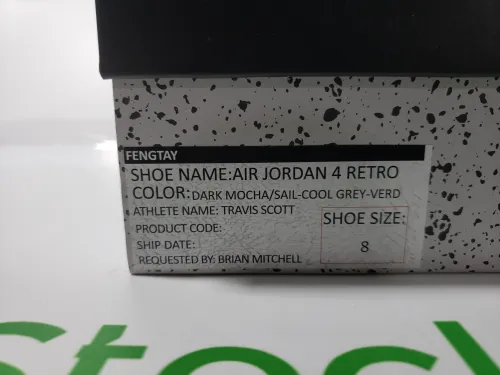 FENGTAY
SHOE NAME:AIR JORDAN 4 RETRO
COLOR: DARK MOCHA/SAIL-COOL GREY-VERD
ATHLETE NAME: TRAVIS SCOTT
PRODUCT CODE:
SHIP DATE:
REQUESTED BY: BRIAN MITCHELL
SHOE SIZE:
8